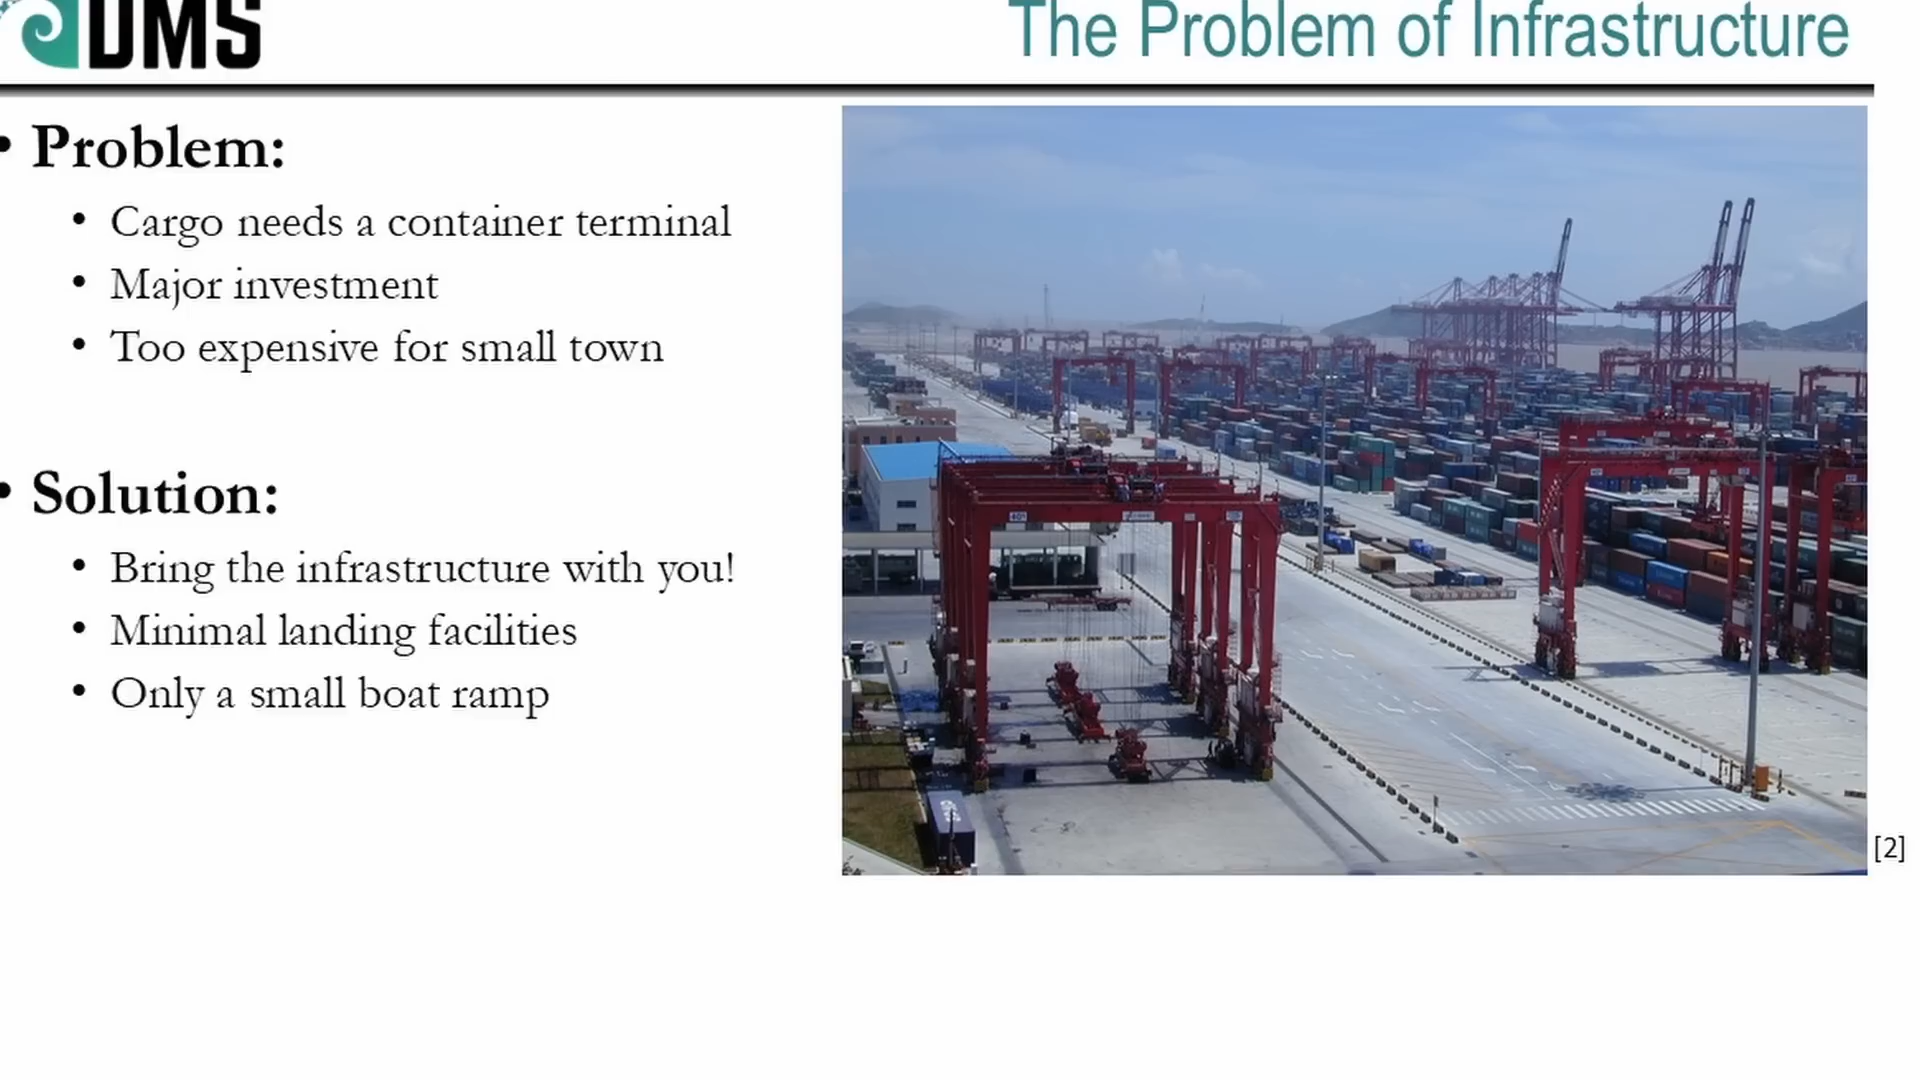 DMS
The Problem of Infrastructure
• Problem:
• Cargo needs a container terminal
• Major investment
• Too expensive for small town
• Solution:
• Bring the infrastructure with you!
• Minimal landing facilities
• Only a small boat ramp
[2]